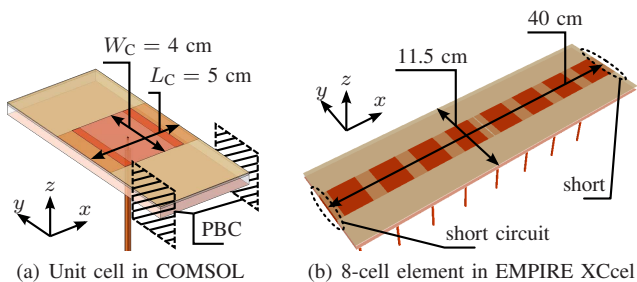 W_C = 4 cm
L_C = 5 cm
y z x
PBC
(a) Unit cell in COMSOL
40 cm
11.5 cm
y z x
short
short circuit
(b) 8-cell element in EMPIRE XCcel